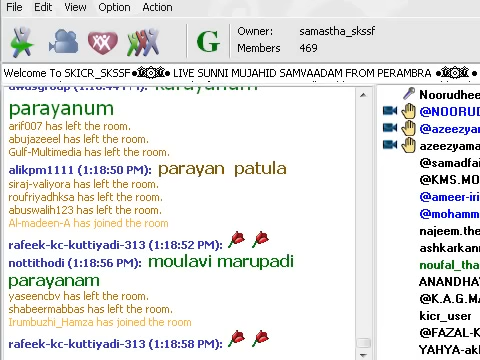 File Edit View Option Action
G Owner: samastha_skssf
Members 469
Welcome To SKICR_SKSSF LIVE SUNNI MUJAHID SAMVAADAM FROM PERAMBRA
parayanum
arif007 has left the room.
abujazeeel has left the room.
Gulf-Multimedia has left the room.
alikpm1111 (1:18:50 PM): parayan patula
siraj-valiyora has left the room.
roufriyadhksa has left the room.
abuswalih123 has left the room.
Al-madeen-A has joined the room
rafeek-kc-kuttiyadi-313 (1:18:52 PM):
nottithodi (1:18:56 PM): moulavi marupadi
parayanam
yaseencbv has left the room.
shabeermabbas has left the room.
Irumbuzhi_Hamza has joined the room
rafeek-kc-kuttiyadi-313 (1:18:58 PM):
Noorudhee
@NOORUD
@azeezyam
azeezyama
@samadfai
@KMS.MO
@ameer-iri
@mohamm
najeem.the
ashkarkann
noufal_tha
ANANDHAY
@K.A.G.MA
kicr_user
@FAZAL-K
YAHYA-akl